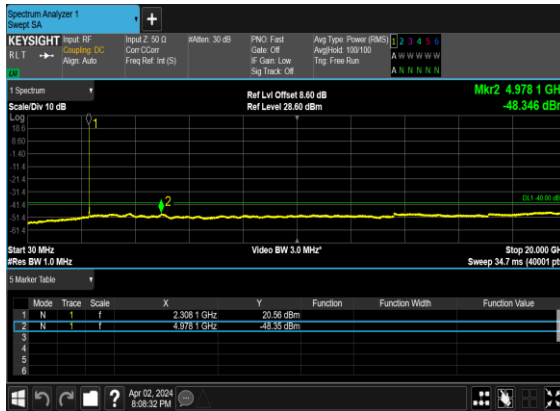 Spectrum Analyzer 1
Swept SA
+
KEYSIGHT Input: RF Input Z: 50 Ω #Atten: 30 dB PNO: Fast Avg Type: Power (RMS) 1 2 3 4 5 6
R L T Coupling: DC Corr CCorr Gate: Off Avg|Hold: 100/100 A W W W W W
Align: Auto Freq Ref: Int (S) IF Gain: Low Trig: Free Run
Sig Track: Off A N N N N N
1 Spectrum
Scale/Div 10 dB Ref Lvl Offset 8.60 dB Mkr2 4.978 1 GH
Ref Level 28.60 dBm -48.346 dBr
Log
18.6
8.60
-1.40
-11.4
-21.4
-31.4
-41.4
-51.4
-61.4
1
2
DL1 -40.00 dB
Start 30 MHz Video BW 3.0 MHz* Stop 20.000 GH
#Res BW 1.0 MHz Sweep 34.7 ms (40001 pt
5 Marker Table
Mode Trace Scale X Y Function Function Width Function Value
1 N 1 f 2.308 1 GHz 20.56 dBm
2 N 1 f 4.978 1 GHz -48.35 dBm
3
4
5
6
? Apr 02, 2024
8:08:32 PM